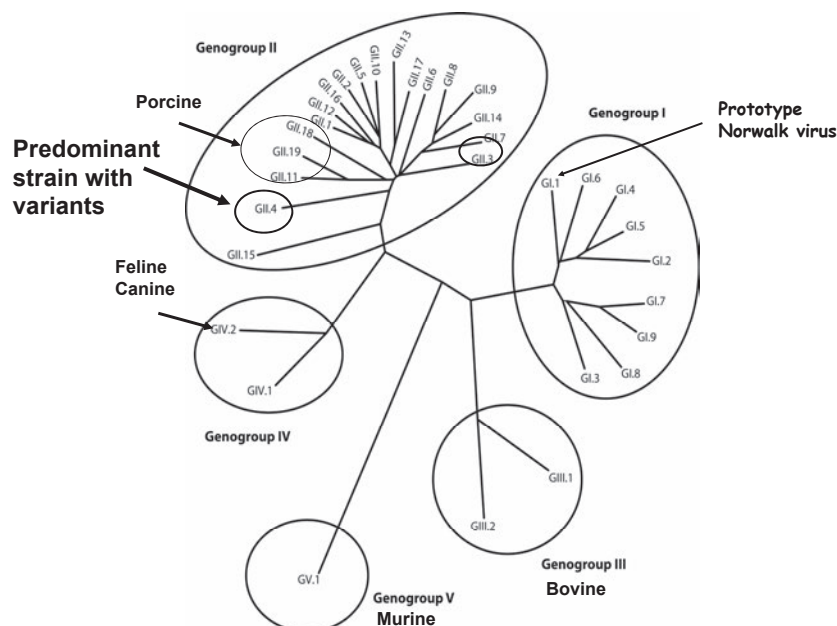 Genogroup II
GII.13
GII.10
GII.5
GII.2
GII.16
GII.12
GII.1
GII.17
GII.6
GII.8
GII.9
GII.14
GII.7
GII.3
Porcine
GII.18
GII.19
GII.11
Predominant
strain with
variants
GII.4
GII.15
Genogroup I
Prototype
Norwalk virus
GI.1
GI.6
GI.4
GI.5
GI.2
GI.7
GI.9
GI.8
GI.3
Feline
Canine
GIV.2
GIV.1
Genogroup IV
GIII.1
GIII.2
Genogroup III
Bovine
GV.1
Genogroup V
Murine